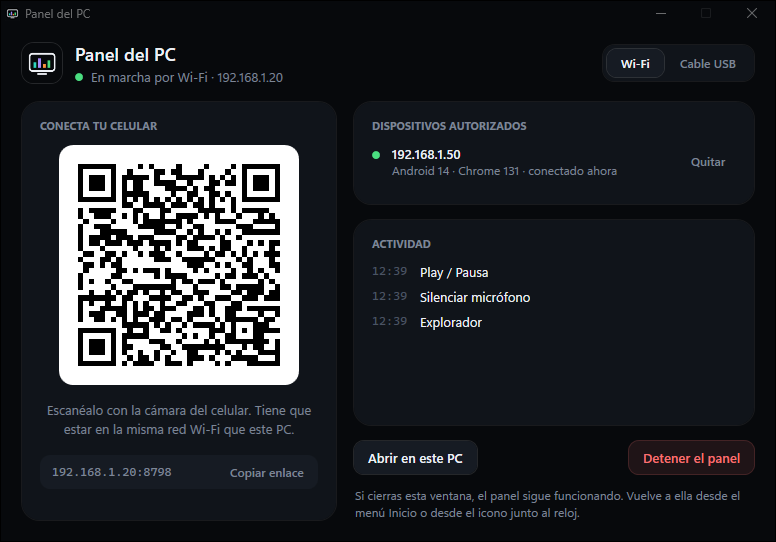 Panel del PC
Panel del PC
En marcha por Wi-Fi · 192.168.1.20
Wi-Fi
Cable USB
CONECTA TU CELULAR
Escanéalo con la cámara del celular. Tiene que
estar en la misma red Wi-Fi que este PC.
192.168.1.20:8798
Copiar enlace
DISPOSITIVOS AUTORIZADOS
192.168.1.50
Android 14 · Chrome 131 · conectado ahora
Quitar
ACTIVIDAD
12:39 Play / Pausa
12:39 Silenciar micrófono
12:39 Explorador
Abrir en este PC
Detener el panel
Si cierras esta ventana, el panel sigue funcionando. Vuelve a ella desde el
menú Inicio o desde el icono junto al reloj.